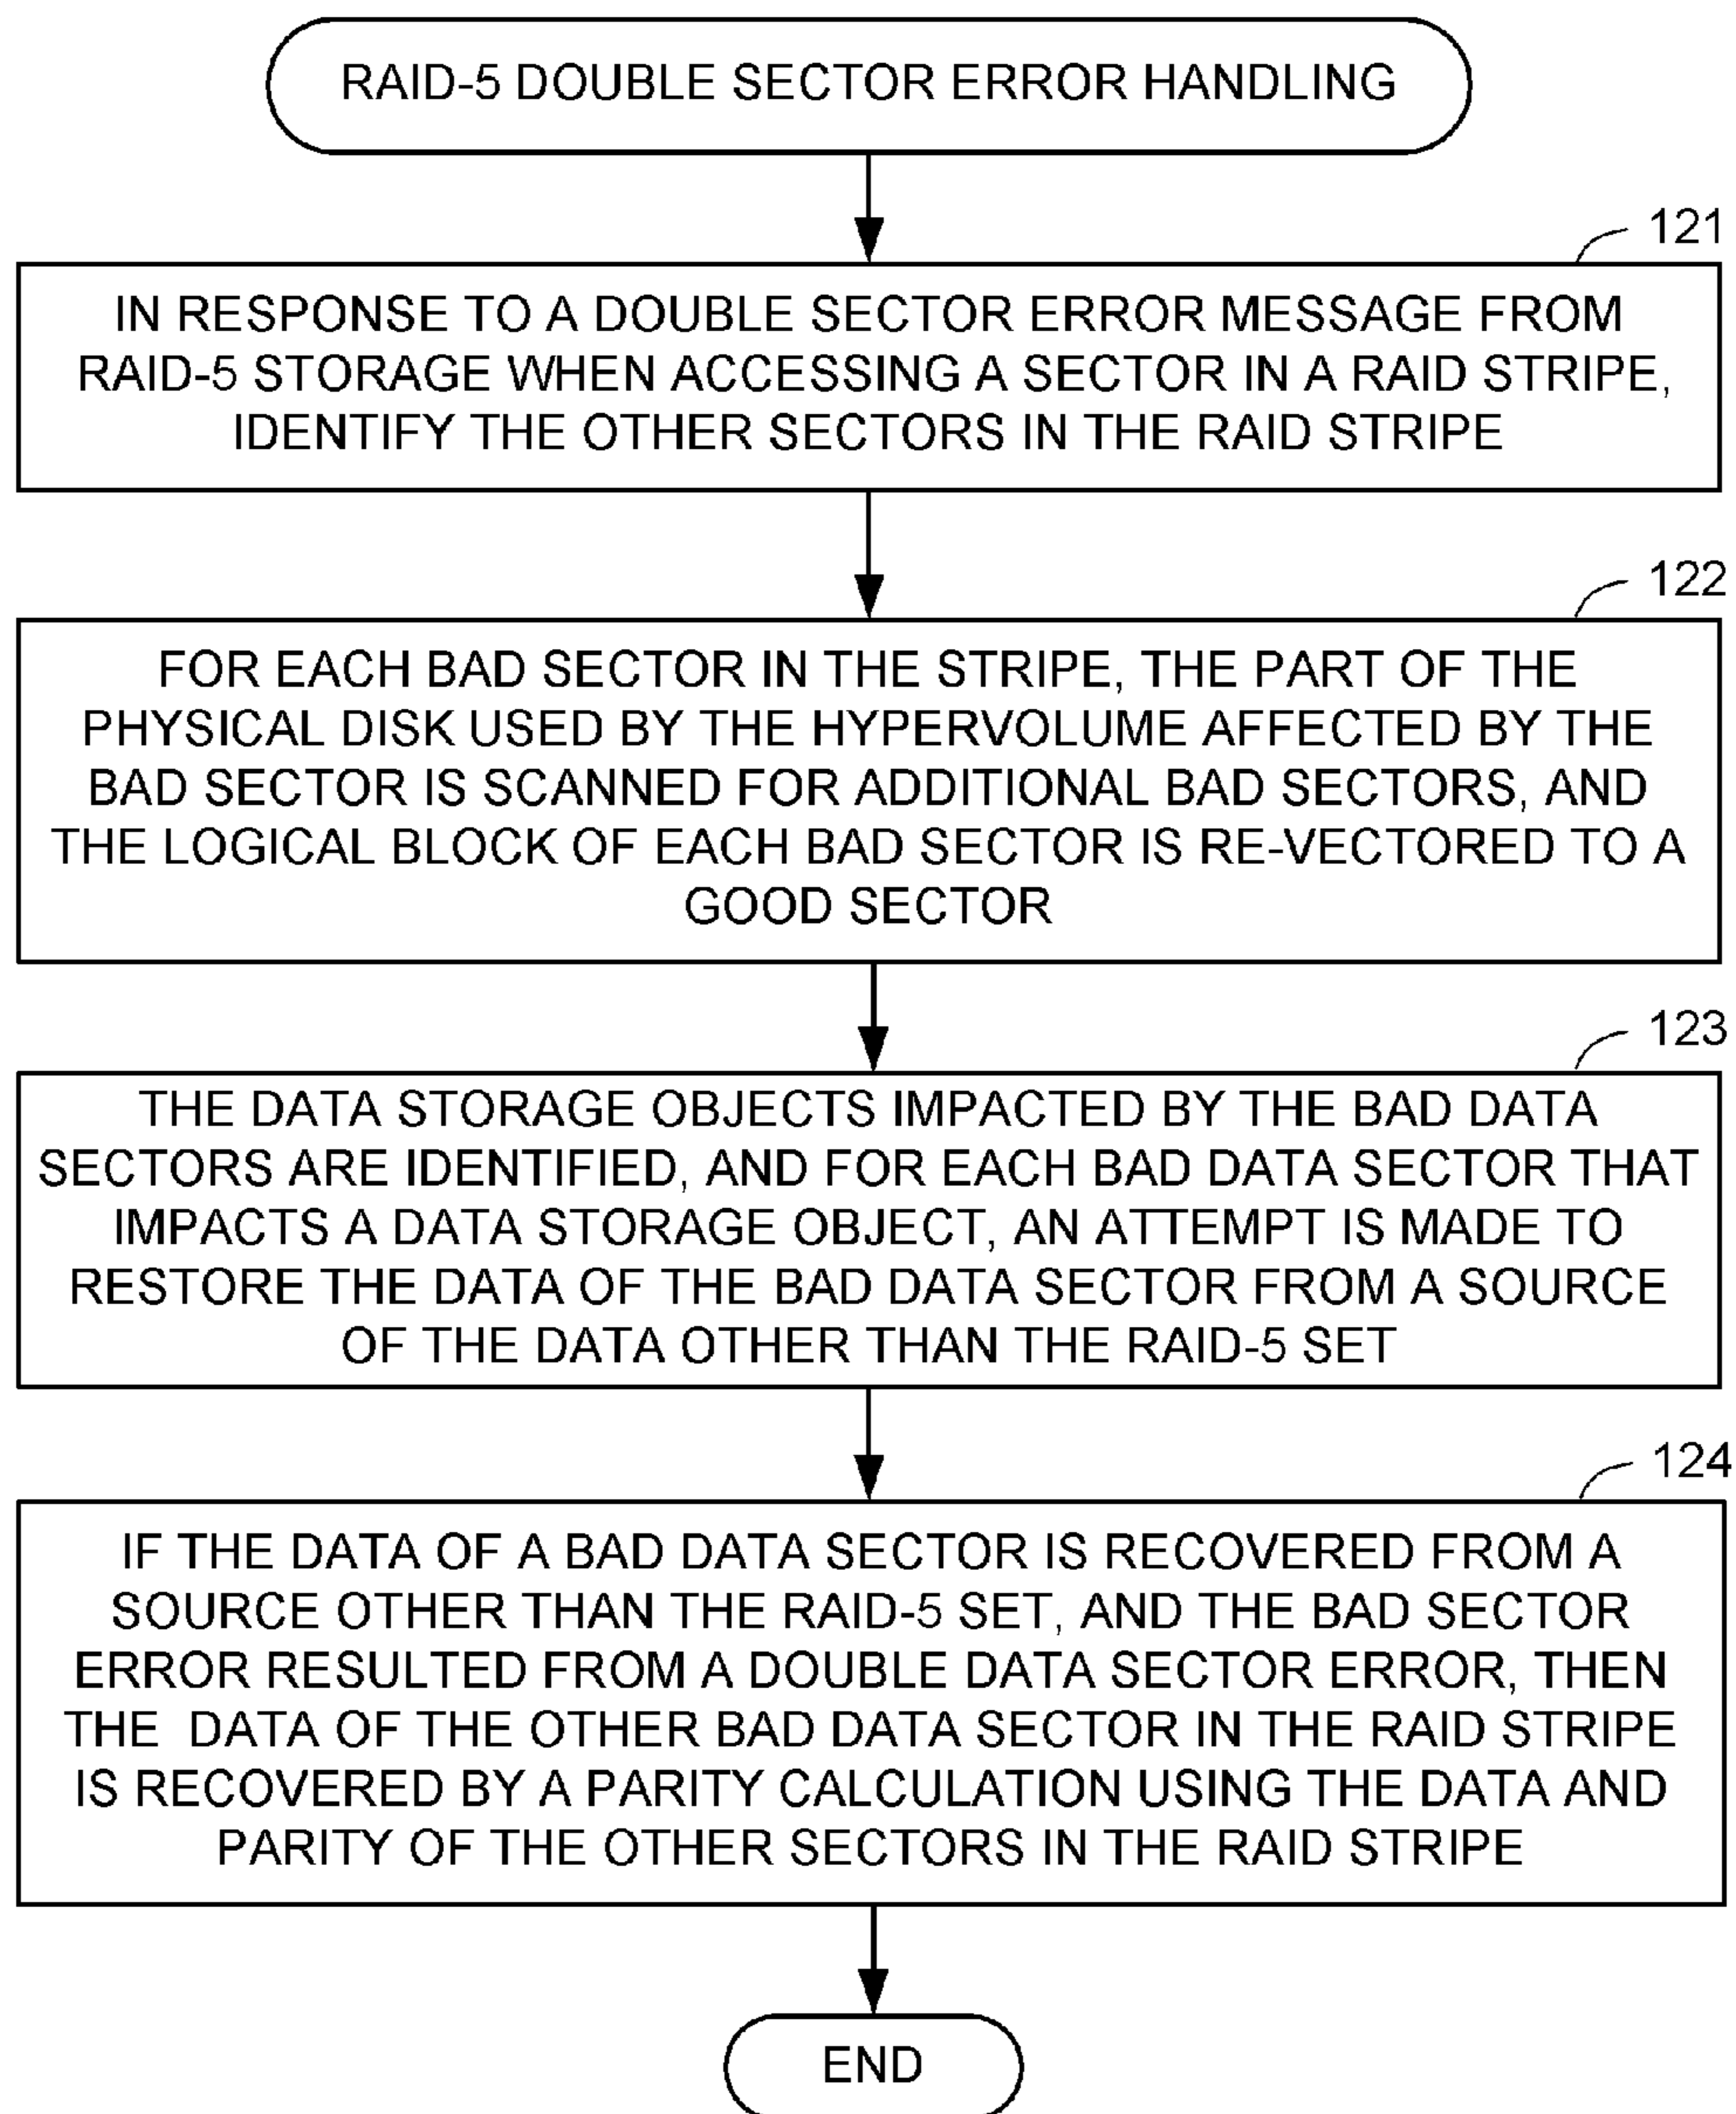 RAID-5 DOUBLE SECTOR ERROR HANDLING
121
IN RESPONSE TO A DOUBLE SECTOR ERROR MESSAGE FROM
RAID-5 STORAGE WHEN ACCESSING A SECTOR IN A RAID STRIPE,
IDENTIFY THE OTHER SECTORS IN THE RAID STRIPE
122
FOR EACH BAD SECTOR IN THE STRIPE, THE PART OF THE
PHYSICAL DISK USED BY THE HYPERVOLUME AFFECTED BY THE
BAD SECTOR IS SCANNED FOR ADDITIONAL BAD SECTORS, AND
THE LOGICAL BLOCK OF EACH BAD SECTOR IS RE-VECTORED TO A
GOOD SECTOR
123
THE DATA STORAGE OBJECTS IMPACTED BY THE BAD DATA
SECTORS ARE IDENTIFIED, AND FOR EACH BAD DATA SECTOR THAT
IMPACTS A DATA STORAGE OBJECT, AN ATTEMPT IS MADE TO
RESTORE THE DATA OF THE BAD DATA SECTOR FROM A SOURCE
OF THE DATA OTHER THAN THE RAID-5 SET
124
IF THE DATA OF A BAD DATA SECTOR IS RECOVERED FROM A
SOURCE OTHER THAN THE RAID-5 SET, AND THE BAD SECTOR
ERROR RESULTED FROM A DOUBLE DATA SECTOR ERROR, THEN
THE DATA OF THE OTHER BAD DATA SECTOR IN THE RAID STRIPE
IS RECOVERED BY A PARITY CALCULATION USING THE DATA AND
PARITY OF THE OTHER SECTORS IN THE RAID STRIPE
END